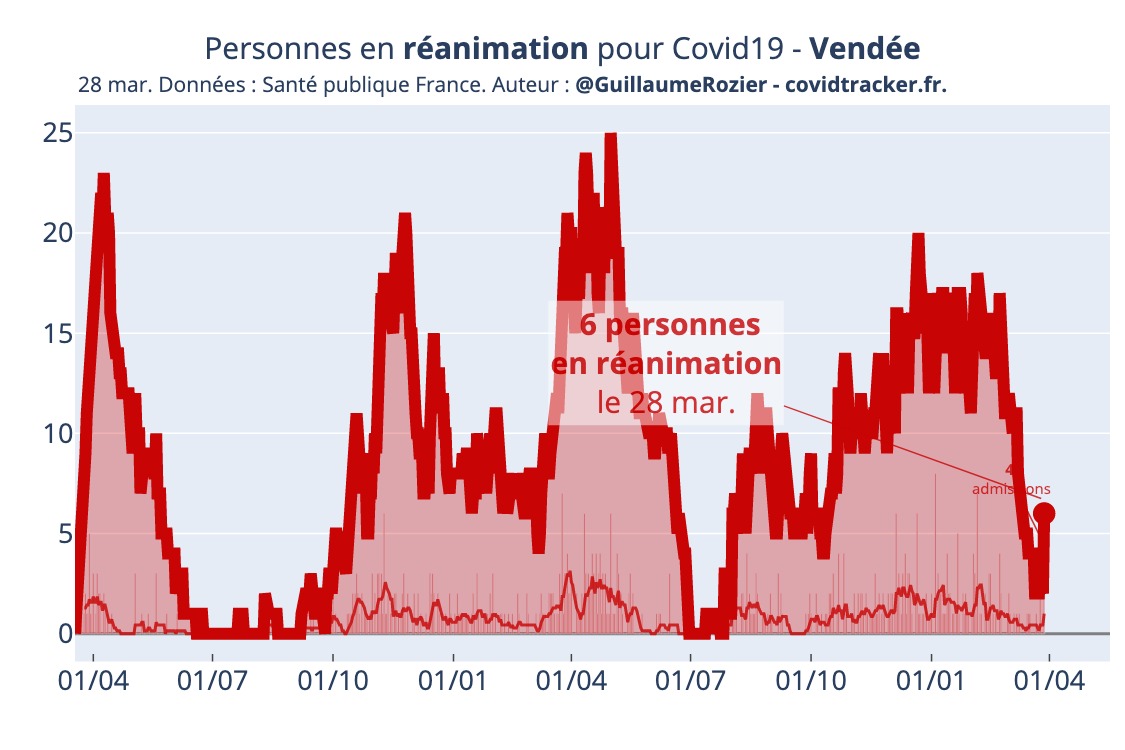 Personnes en réanimation pour Covid19 - Vendée
28 mar. Données : Santé publique France. Auteur : @GuillaumeRozier - covidtracker.fr.
25
20
15
10
5
0
6 personnes
en réanimation
le 28 mar.
4
admissions
01/04
01/07
01/10
01/01
01/04
01/07
01/10
01/01
01/04